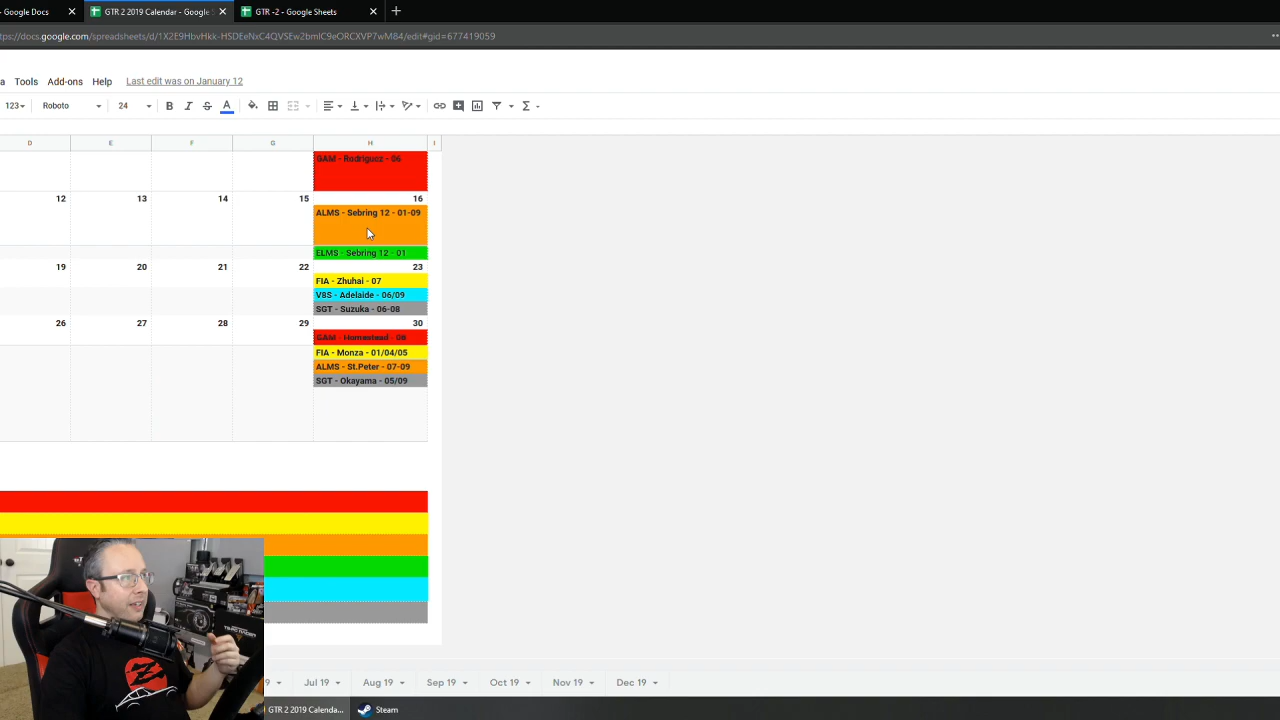 Google Docs
GTR 2 2019 Calendar - Google S
GTR -2 - Google Sheets
ttps://docs.google.com/spreadsheets/d/1X2E9HbvHkk-HSDEeNxC4QVSEw2bmlC9eORCXVP7wM84/edit#gid=677419059
a Tools Add-ons Help Last edit was on January 12
123 Roboto 24 B I S A
D E F G H I
GAM - Rodriguez - 06
12 13 14 15 16
ALMS - Sebring 12 - 01-09
ELMS - Sebring 12 - 01
19 20 21 22 23
FIA - Zhuhai - 07
V8S - Adelaide - 06/09
SGT - Suzuka - 06-08
26 27 28 29 30
GAM - Homestead - 06
FIA - Monza - 01/04/05
ALMS - St.Peter - 07-09
SGT - Okayama - 05/09
9 Jul 19 Aug 19 Sep 19 Oct 19 Nov 19 Dec 19
GTR 2 2019 Calenda... Steam